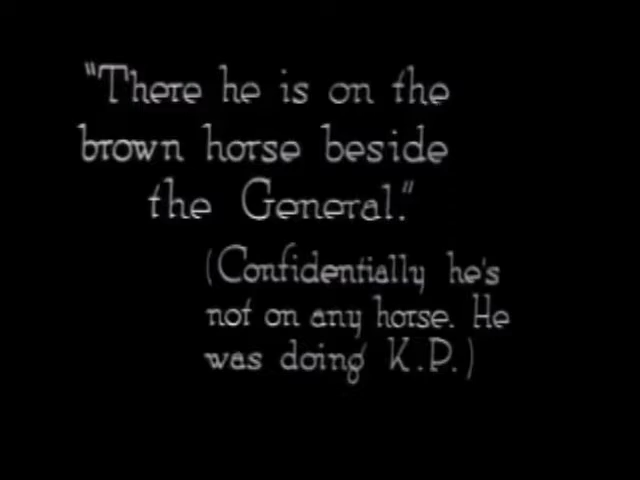 "There he is on the
brown horse beside
the General."
(Confidentially he's
not on any horse. He
was doing K.P.)